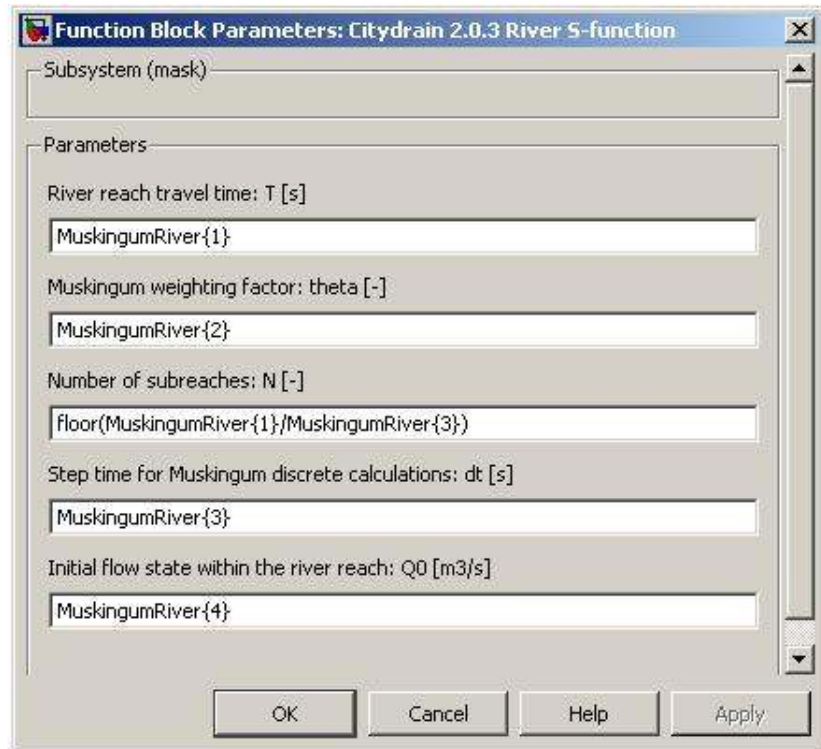 Function Block Parameters: Citydrain 2.0.3 River S-function
Subsystem (mask)
Parameters
River reach travel time: T [s]
MuskingumRiver{1}
Muskingum weighting factor: theta [-]
MuskingumRiver{2}
Number of subreaches: N [-]
floor(MuskingumRiver{1}/MuskingumRiver{3})
Step time for Muskingum discrete calculations: dt [s]
MuskingumRiver{3}
Initial flow state within the river reach: Q0 [m3/s]
MuskingumRiver{4}
OK Cancel Help Apply